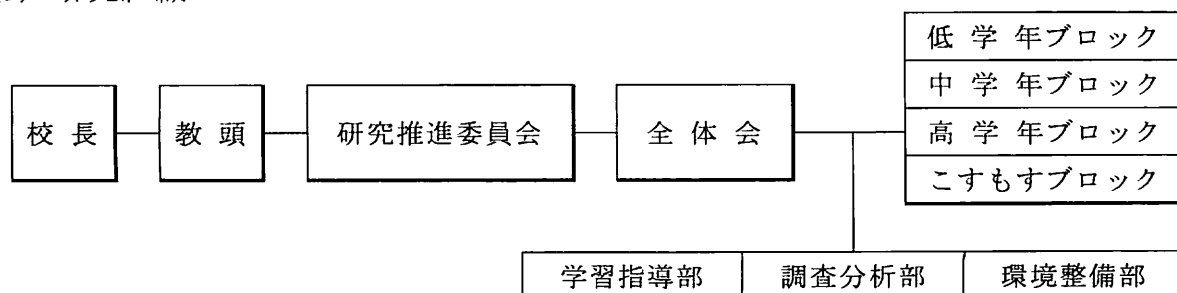 低学年ブロック
中学年ブロック
校長 教頭 研究推進委員会 全体会 高学年ブロック
こすもすブロック
学習指導部 調査分析部 環境整備部